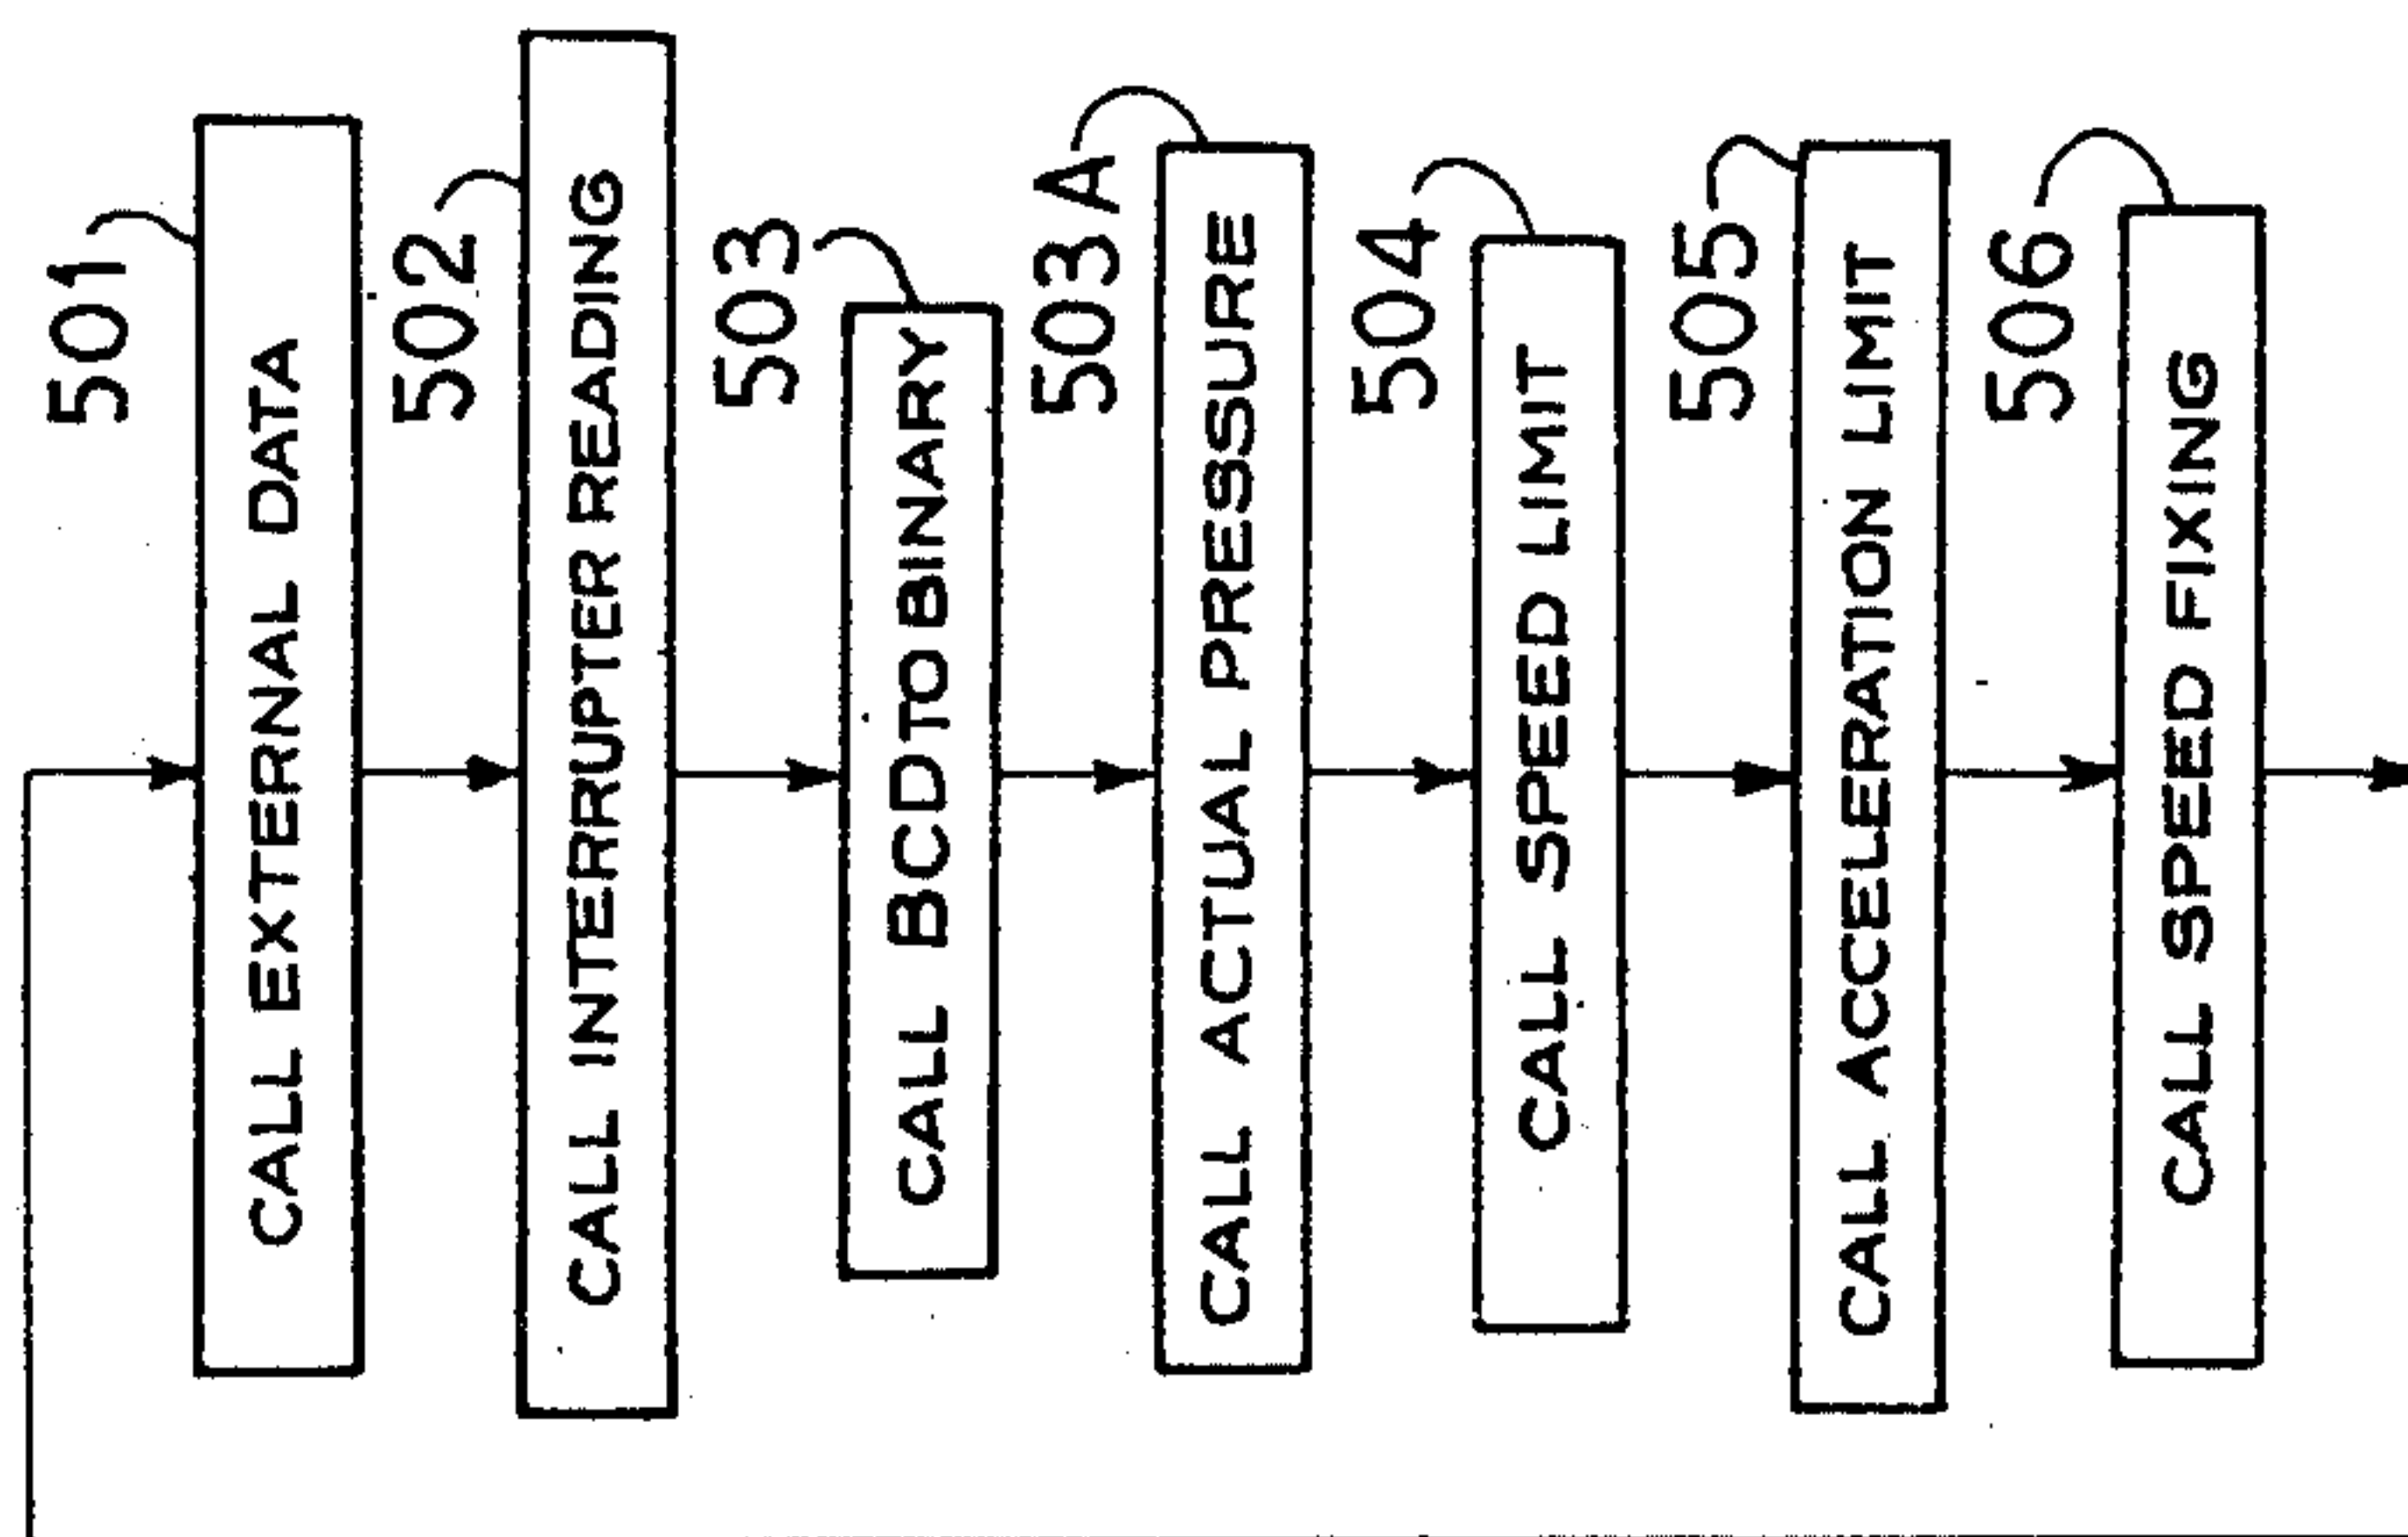 501
CALL EXTERNAL DATA
502
CALL INTERRUPTER READING
503
CALL BCD TO BINARY
503A
CALL ACTUAL PRESSURE
504
CALL SPEED LIMIT
505
CALL ACCELERATION LIMIT
506
CALL SPEED FIXING